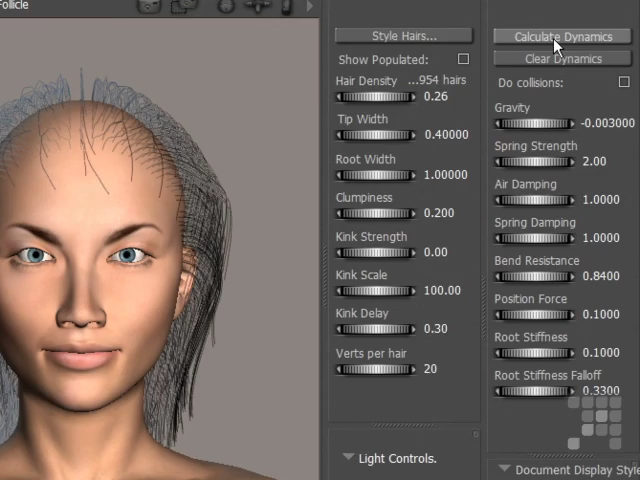 Follicle
Style Hairs...
Show Populated:
Hair Density ...954 hairs
0.26
Tip Width
0.40000
Root Width
1.00000
Clumpiness
0.200
Kink Strength
0.00
Kink Scale
100.00
Kink Delay
0.30
Verts per hair
20
Light Controls.
Calculate Dynamics
Clear Dynamics
Do collisions:
Gravity
-0.003000
Spring Strength
2.00
Air Damping
1.0000
Spring Damping
1.0000
Bend Resistance
0.8400
Position Force
0.1000
Root Stiffness
0.1000
Root Stiffness Falloff
0.3300
Document Display Style